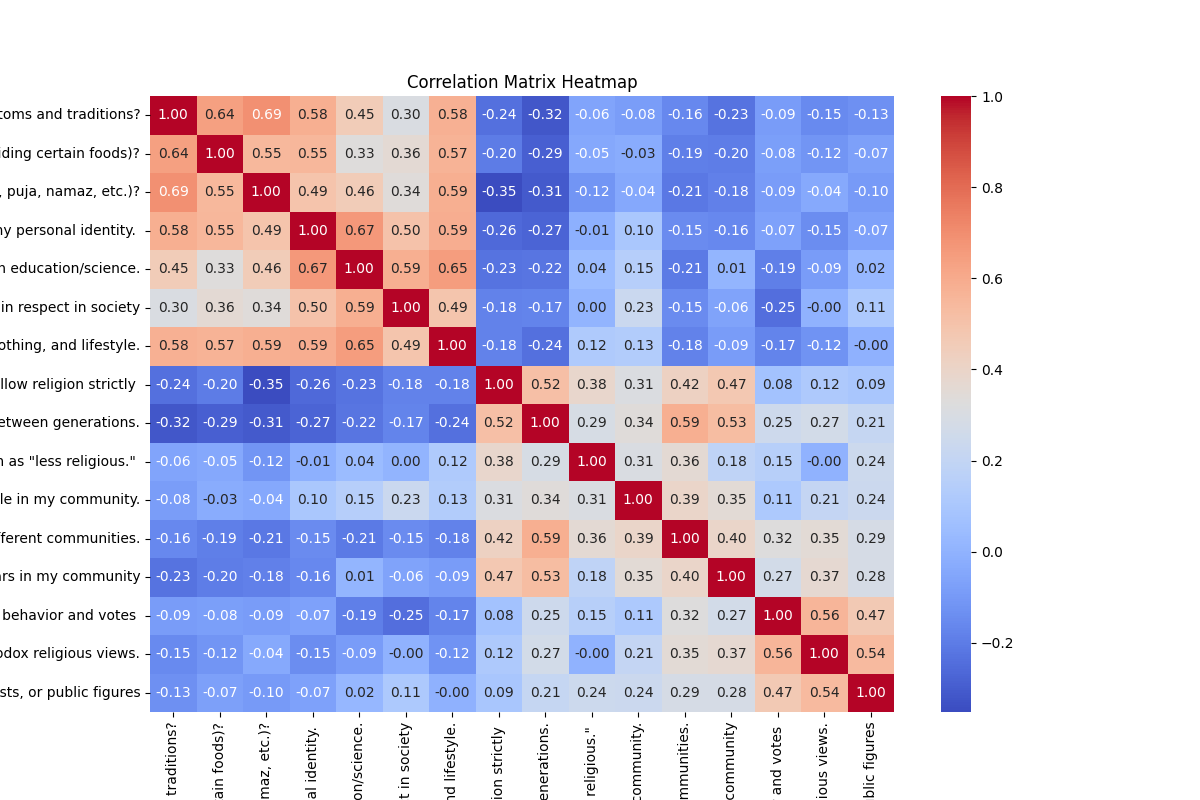 Correlation Matrix Heatmap
toms and traditions? 1.00 0.64 0.69 0.58 0.45 0.30 0.58 -0.24 -0.32 -0.06 -0.08 -0.16 -0.23 -0.09 -0.15 -0.13
iding certain foods)? 0.64 1.00 0.55 0.55 0.33 0.36 0.57 -0.20 -0.29 -0.05 -0.03 -0.19 -0.20 -0.08 -0.12 -0.07
, puja, namaz, etc.)? 0.69 0.55 1.00 0.49 0.46 0.34 0.59 -0.35 -0.31 -0.12 -0.04 -0.21 -0.18 -0.09 -0.04 -0.10
ny personal identity. 0.58 0.55 0.49 1.00 0.67 0.50 0.59 -0.26 -0.27 -0.01 0.10 -0.15 -0.16 -0.07 -0.15 -0.07
n education/science. 0.45 0.33 0.46 0.67 1.00 0.59 0.65 -0.23 -0.22 0.04 0.15 -0.21 0.01 -0.19 -0.09 0.02
in respect in society 0.30 0.36 0.34 0.50 0.59 1.00 0.49 -0.18 -0.17 0.00 0.23 -0.15 -0.06 -0.25 -0.00 0.11
othing, and lifestyle. 0.58 0.57 0.59 0.59 0.65 0.49 1.00 -0.18 -0.24 0.12 0.13 -0.18 -0.09 -0.17 -0.12 -0.00
llow religion strictly -0.24 -0.20 -0.35 -0.26 -0.23 -0.18 -0.18 1.00 0.52 0.38 0.31 0.42 0.47 0.08 0.12 0.09
etween generations. -0.32 -0.29 -0.31 -0.27 -0.22 -0.17 -0.24 0.52 1.00 0.29 0.34 0.59 0.53 0.25 0.27 0.21
n as "less religious." -0.06 -0.05 -0.12 -0.01 0.04 0.00 0.12 0.38 0.29 1.00 0.31 0.36 0.18 0.15 -0.00 0.24
le in my community. -0.08 -0.03 -0.04 0.10 0.15 0.23 0.13 0.31 0.34 0.31 1.00 0.39 0.35 0.11 0.21 0.24
fferent communities. -0.16 -0.19 -0.21 -0.15 -0.21 -0.15 -0.18 0.42 0.59 0.36 0.39 1.00 0.40 0.32 0.35 0.29
rs in my community -0.23 -0.20 -0.18 -0.16 0.01 -0.06 -0.09 0.47 0.53 0.18 0.35 0.40 1.00 0.27 0.37 0.28
behavior and votes -0.09 -0.08 -0.09 -0.07 -0.19 -0.25 -0.17 0.08 0.25 0.15 0.11 0.32 0.27 1.00 0.56 0.47
odox religious views. -0.15 -0.12 -0.04 -0.15 -0.09 -0.00 -0.12 0.12 0.27 -0.00 0.21 0.35 0.37 0.56 1.00 0.54
sts, or public figures -0.13 -0.07 -0.10 -0.07 0.02 0.11 -0.00 0.09 0.21 0.24 0.24 0.29 0.28 0.47 0.54 1.00
traditions?
ain foods)?
maz, etc.)?
al identity.
on/science.
t in society
nd lifestyle.
ion strictly
enerations.
religious."
community.
mmunities.
community
and votes
ious views.
blic figures
1.0
0.8
0.6
0.4
0.2
0.0
−0.2